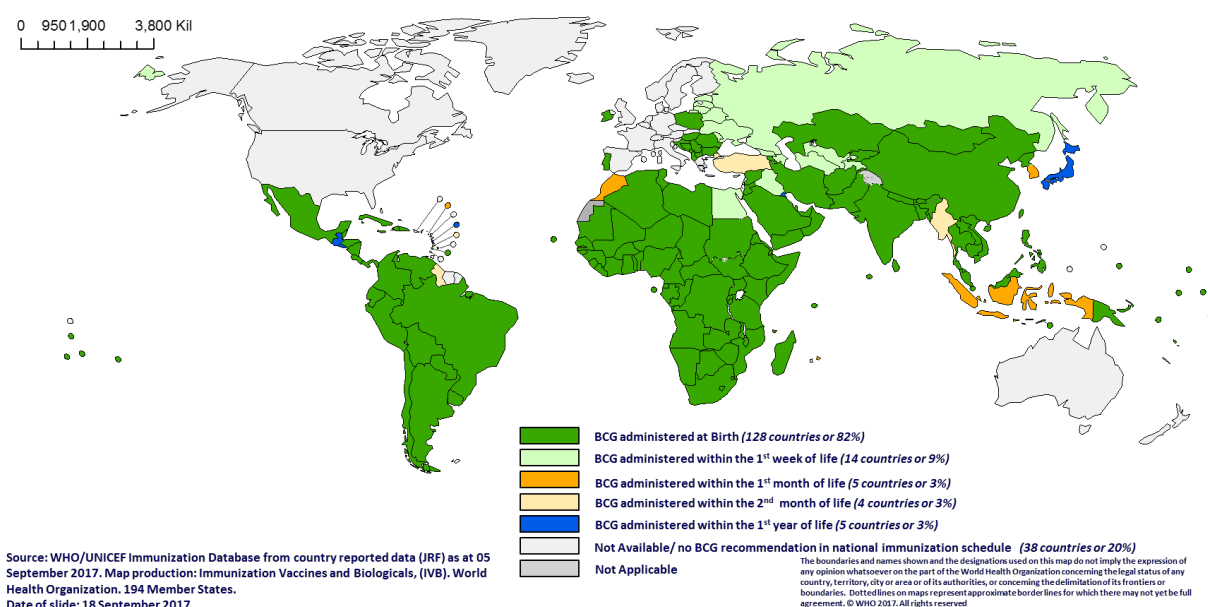 0 950 1,900 3,800 Kil
BCG administered at Birth (128 countries or 82%)
BCG administered within the 1st week of life (14 countries or 9%)
BCG administered within the 1st month of life (5 countries or 3%)
BCG administered within the 2nd month of life (4 countries or 3%)
BCG administered within the 1st year of life (5 countries or 3%)
Not Available/ no BCG recommendation in national immunization schedule (38 countries or 20%)
Not Applicable
Source: WHO/UNICEF Immunization Database from country reported data (JRF) as at 05
September 2017. Map production: Immunization Vaccines and Biologicals, (IVB). World
Health Organization. 194 Member States.
Date of slide: 18 September 2017
The boundaries and names shown and the designations used on this map do not imply the expression of
any opinion whatsoever on the part of the World Health Organization concerning the legal status of any
country, territory, city or area or of its authorities, or concerning the delimitation of its frontiers or
boundaries. Dotted lines on maps represent approximate border lines for which there may not yet be full
agreement. © WHO 2017. All rights reserved